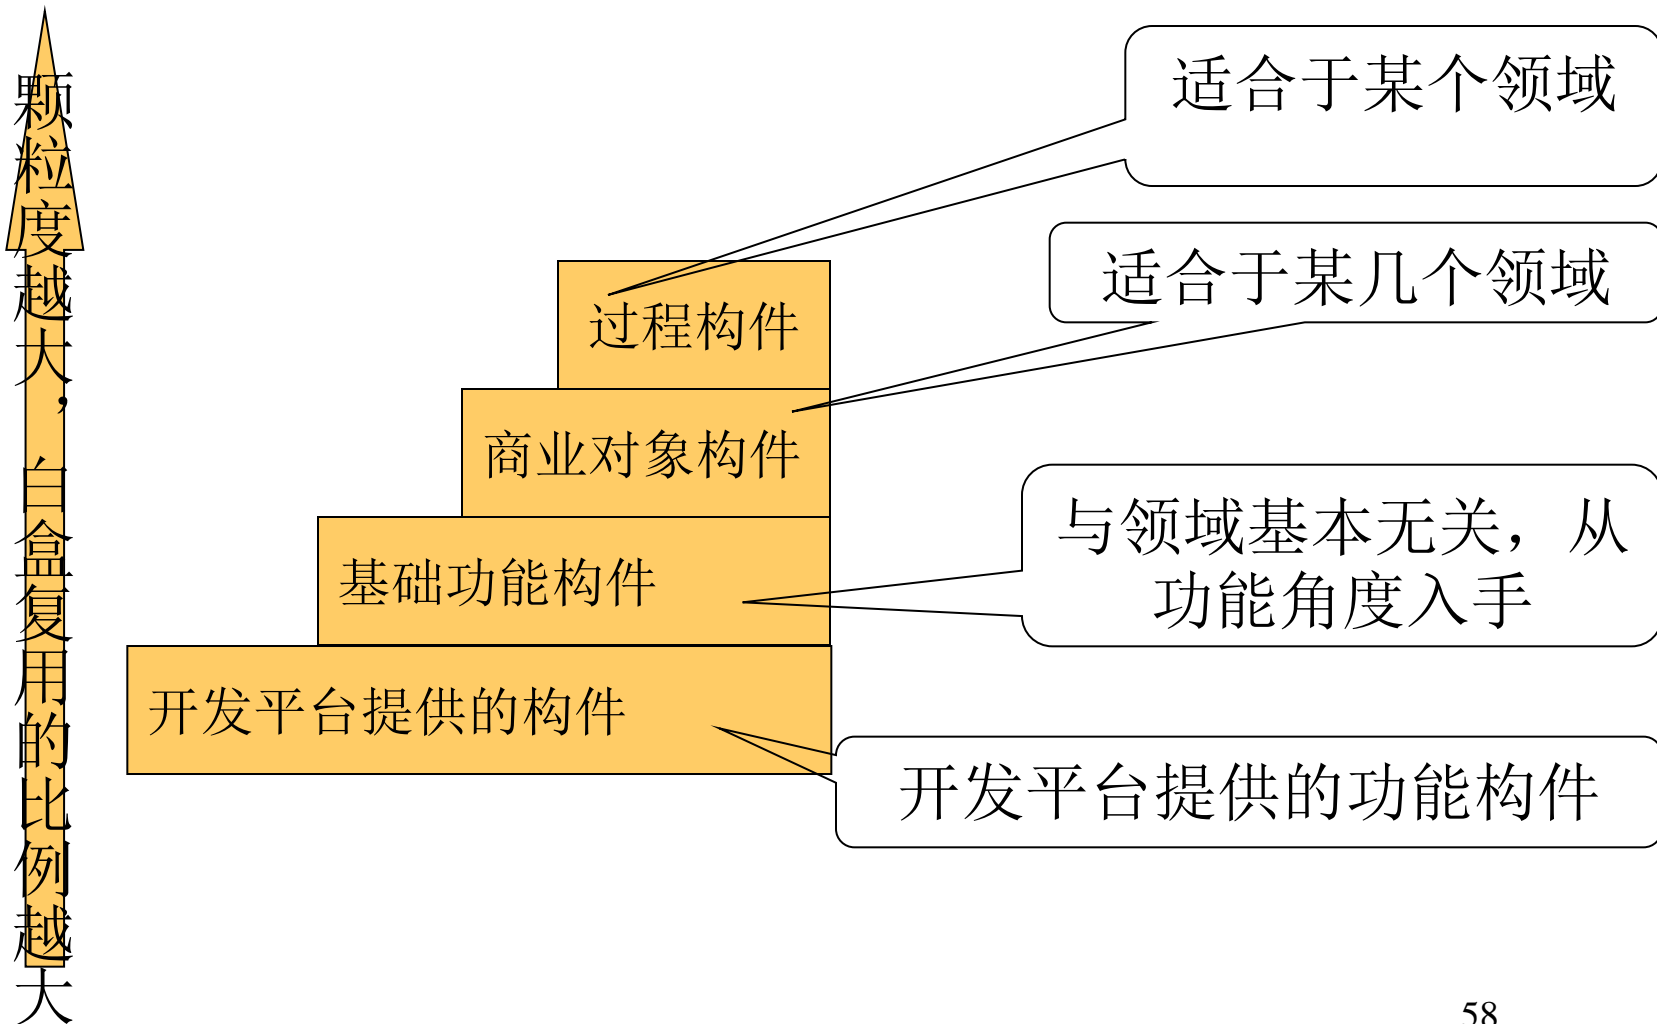 颗粒度越大，白盒复用的比例越大
适合于某个领域
适合于某几个领域
过程构件
商业对象构件
与领域基本无关，从
功能角度入手
基础功能构件
开发平台提供的构件
开发平台提供的功能构件
58